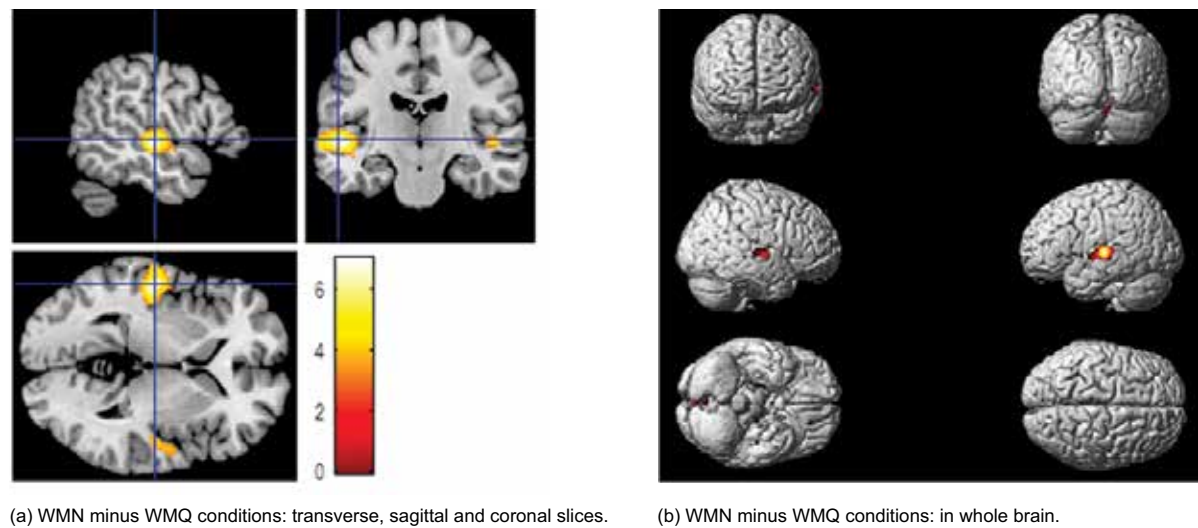 6
4
2
0
(a) WMN minus WMQ conditions: transverse, sagittal and coronal slices.
(b) WMN minus WMQ conditions: in whole brain.